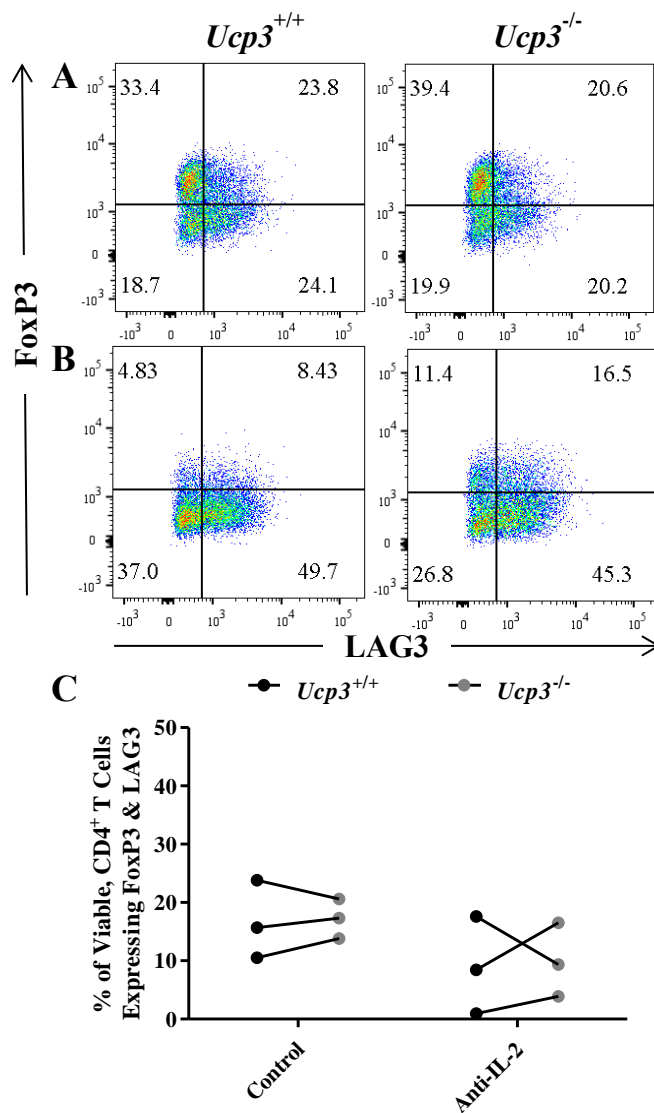 Ucp3+/+ Ucp3-/-
A
FoxP3
33.4 23.8
18.7 24.1
10^5
10^4
10^3
0
-10^3
-10^3 0 10^3 10^4 10^5
39.4 20.6
19.9 20.2
10^5
10^4
10^3
0
-10^3
-10^3 0 10^3 10^4 10^5
B
4.83 8.43
37.0 49.7
10^5
10^4
10^3
0
-10^3
-10^3 0 10^3 10^4 10^5
11.4 16.5
26.8 45.3
10^5
10^4
10^3
0
-10^3
-10^3 0 10^3 10^4 10^5
LAG3
C
Ucp3+/+ Ucp3-/-
% of Viable, CD4+ T Cells
Expressing FoxP3 & LAG3
50
40
30
20
10
0
Control
Anti-IL-2